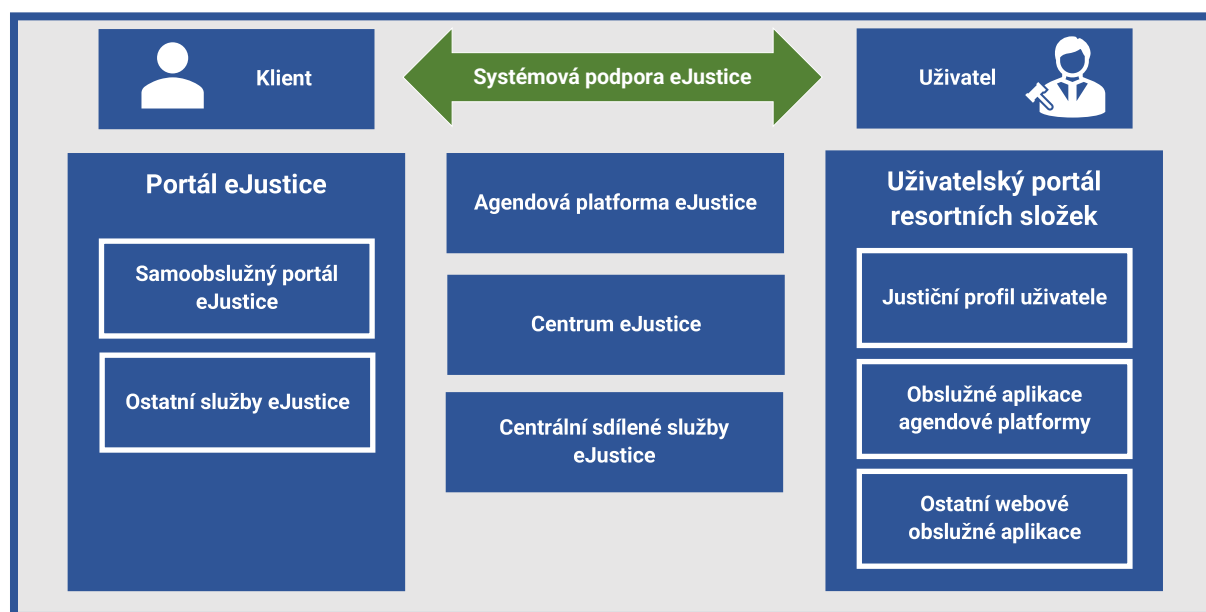 Klient
Systémová podpora eJustice
Uživatel
Portál eJustice
Samoobslužný portál
eJustice
Ostatní služby eJustice
Agendová platforma eJustice
Centrum eJustice
Centrální sdílené služby
eJustice
Uživatelský portál
resortních složek
Justiční profil uživatele
Obslužné aplikace
agendové platformy
Ostatní webové
obslužné aplikace